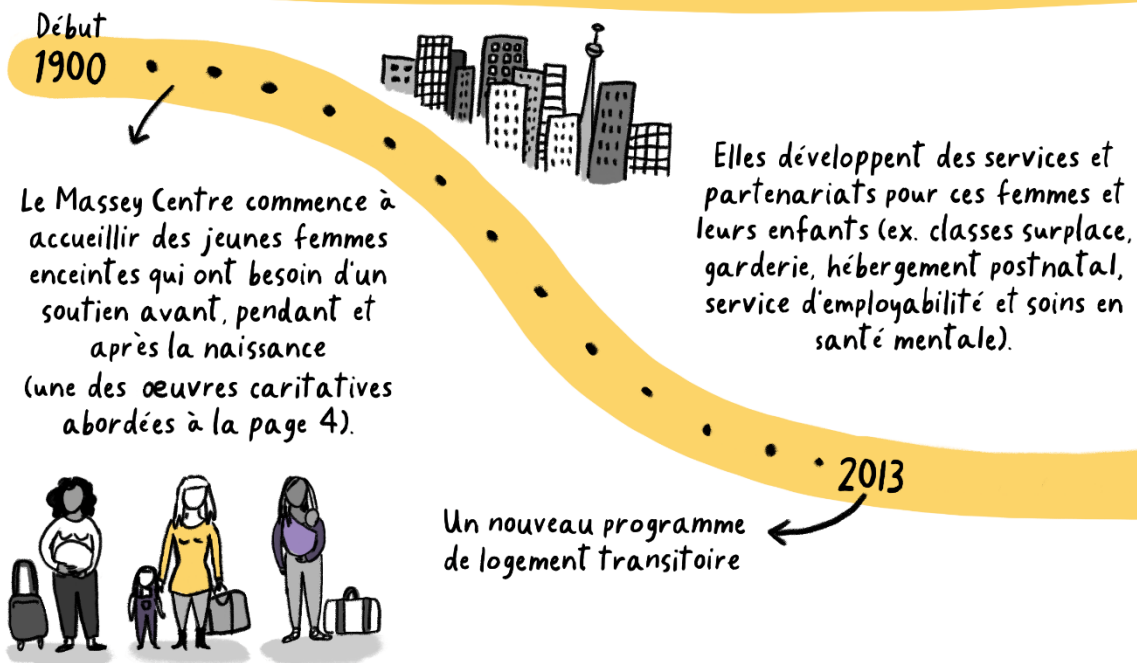 Début
1900
Le Massey Centre commence à
accueillir des jeunes femmes
enceintes qui ont besoin d'un
soutien avant, pendant et
après la naissance
(une des œuvres caritatives
abordées à la page 4).
Elles développent des services et
partenariats pour ces femmes et
leurs enfants (ex. classes surplace,
garderie, hébergement postnatal,
service d'employabilité et soins en
santé mentale).
2013
Un nouveau programme
de logement transitoire